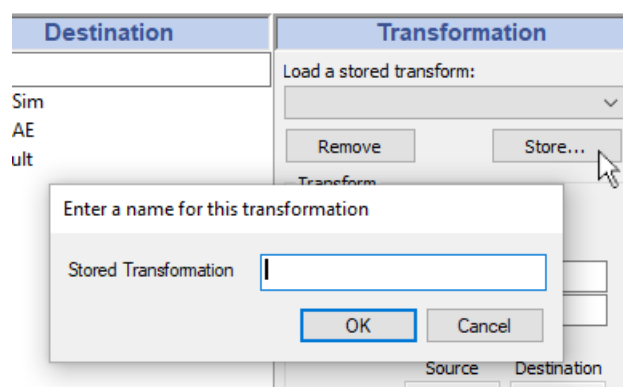 Destination
Transformation
Load a stored transform:
Sim
AE
ult
Remove
Store...
Transform
Enter a name for this transformation
Stored Transformation
OK
Cancel
Source
Destination